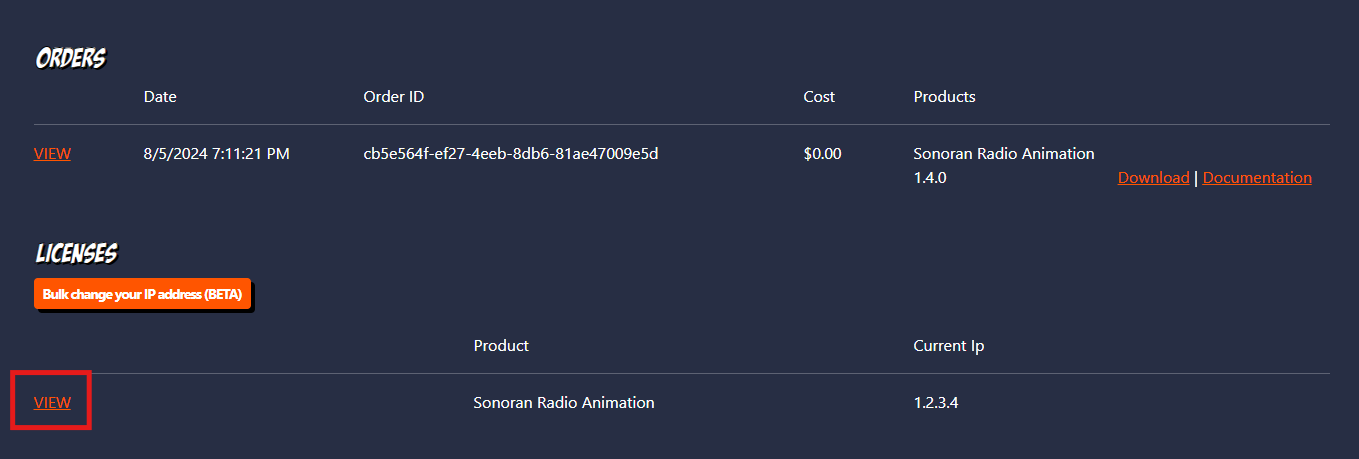 ORDERS
Date Order ID Cost Products
VIEW 8/5/2024 7:11:21 PM cb5e564f-ef27-4eeb-8db6-81ae47009e5d $0.00 Sonoran Radio Animation
1.4.0 Download | Documentation
LICENSES
Bulk change your IP address (BETA)
Product Current Ip
VIEW Sonoran Radio Animation 1.2.3.4